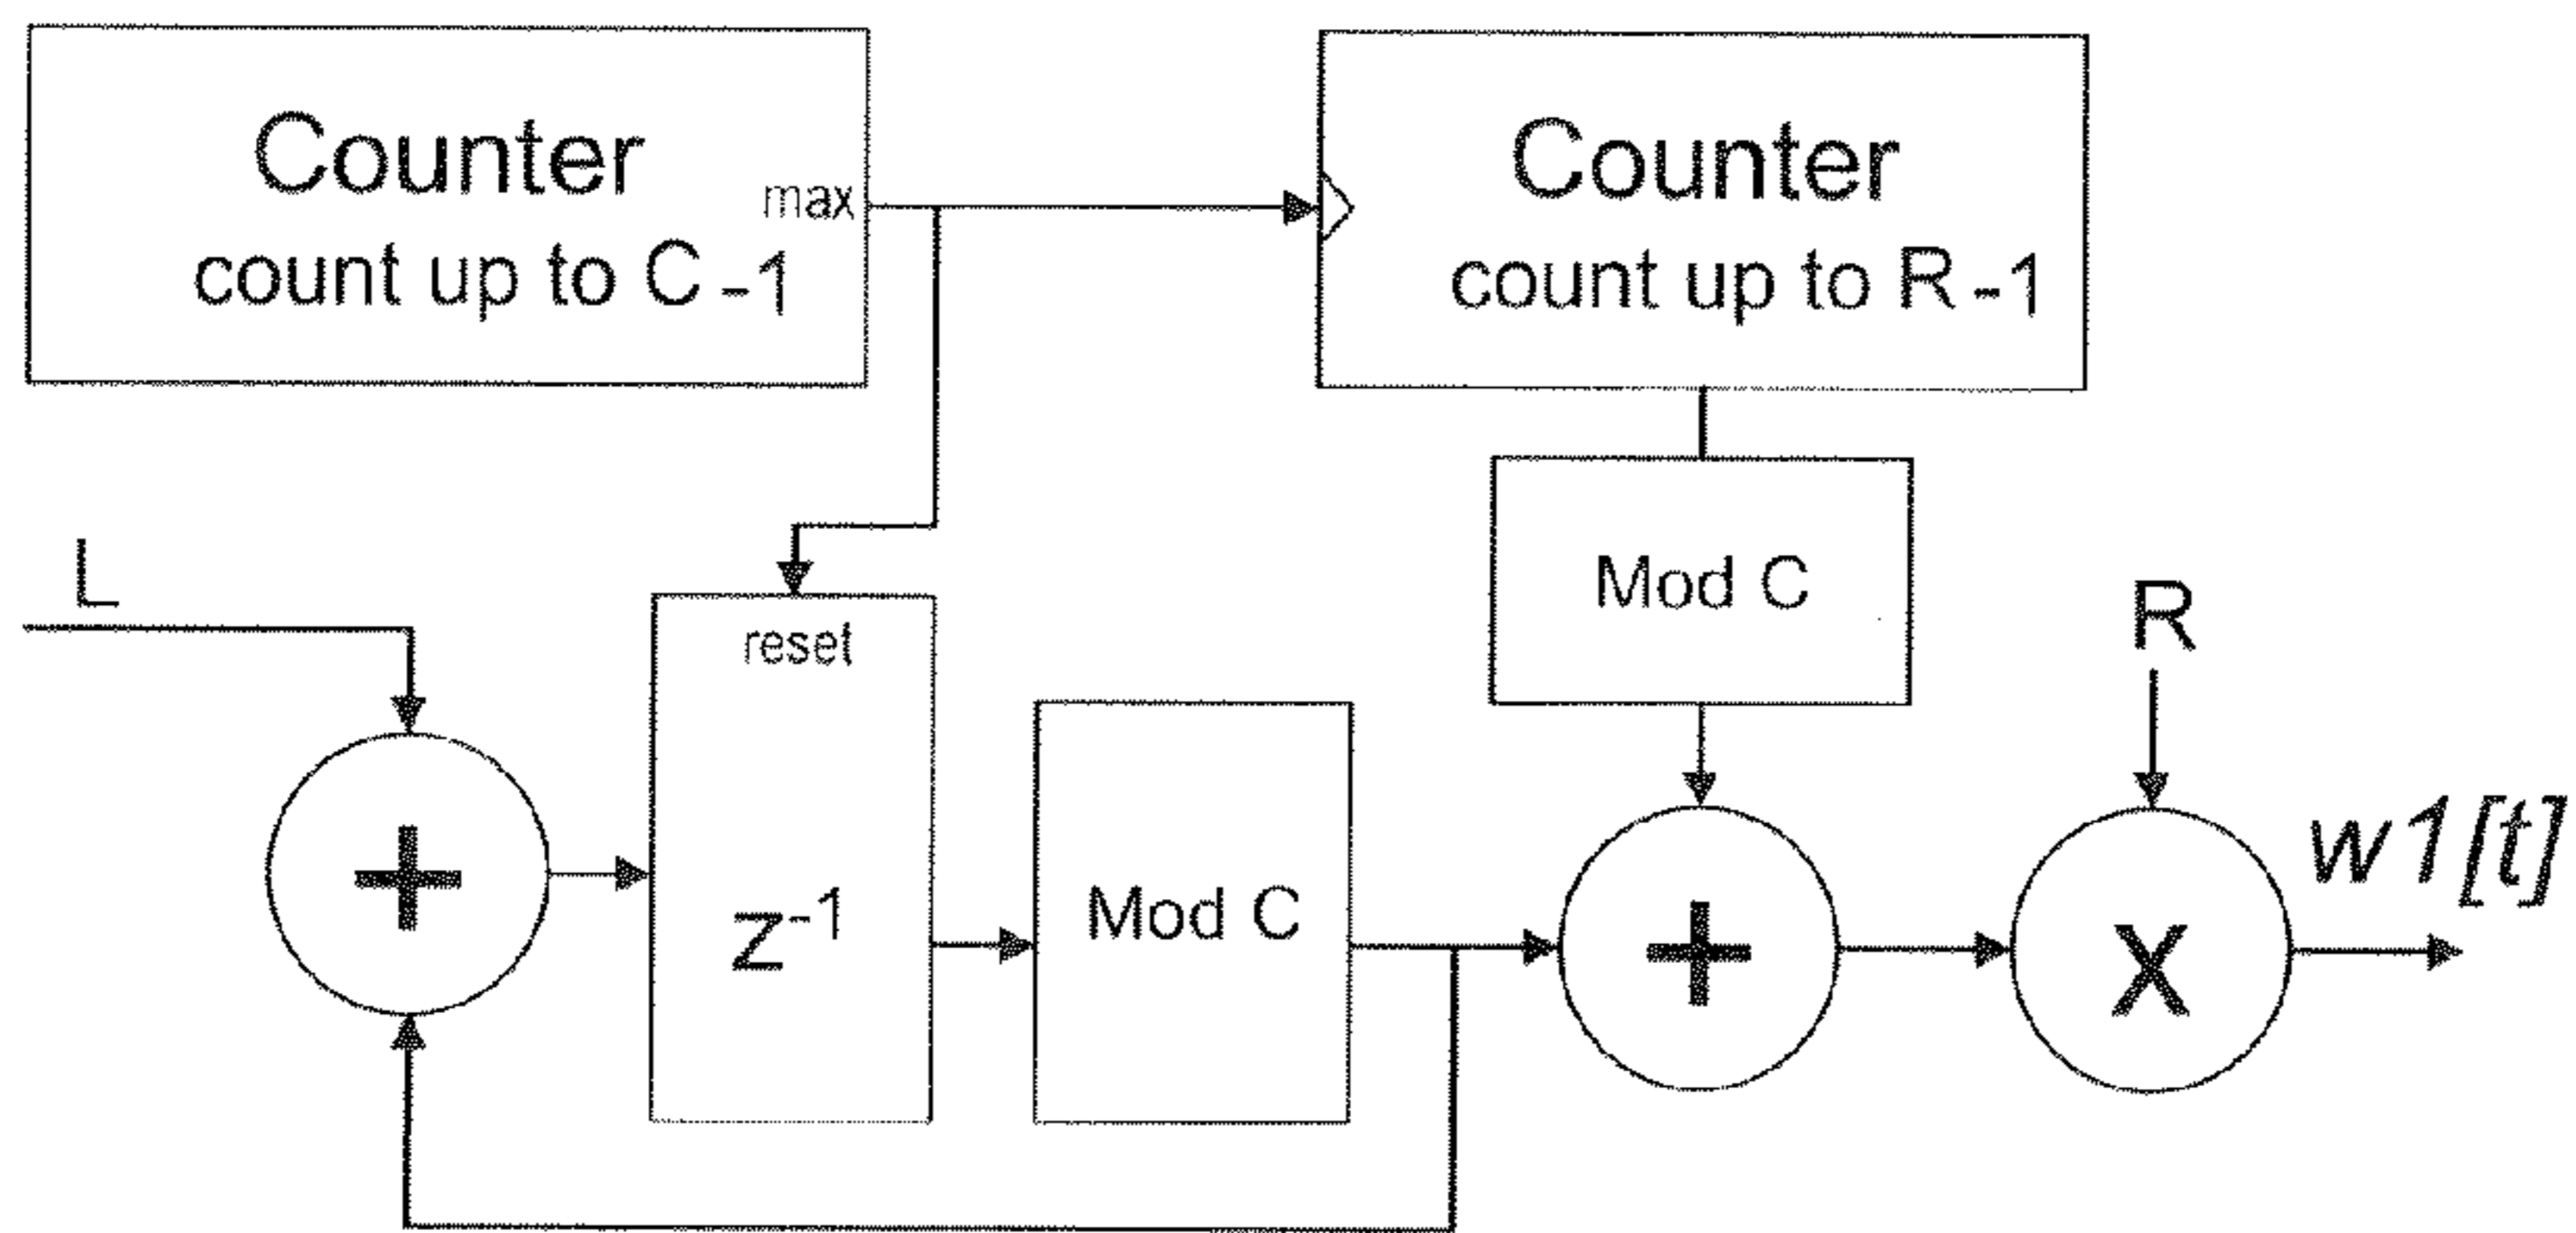 Counter
count up to C -1
max
Counter
count up to R -1
L
reset
z-1
Mod C
Mod C
+
+
R
x
w1[t]